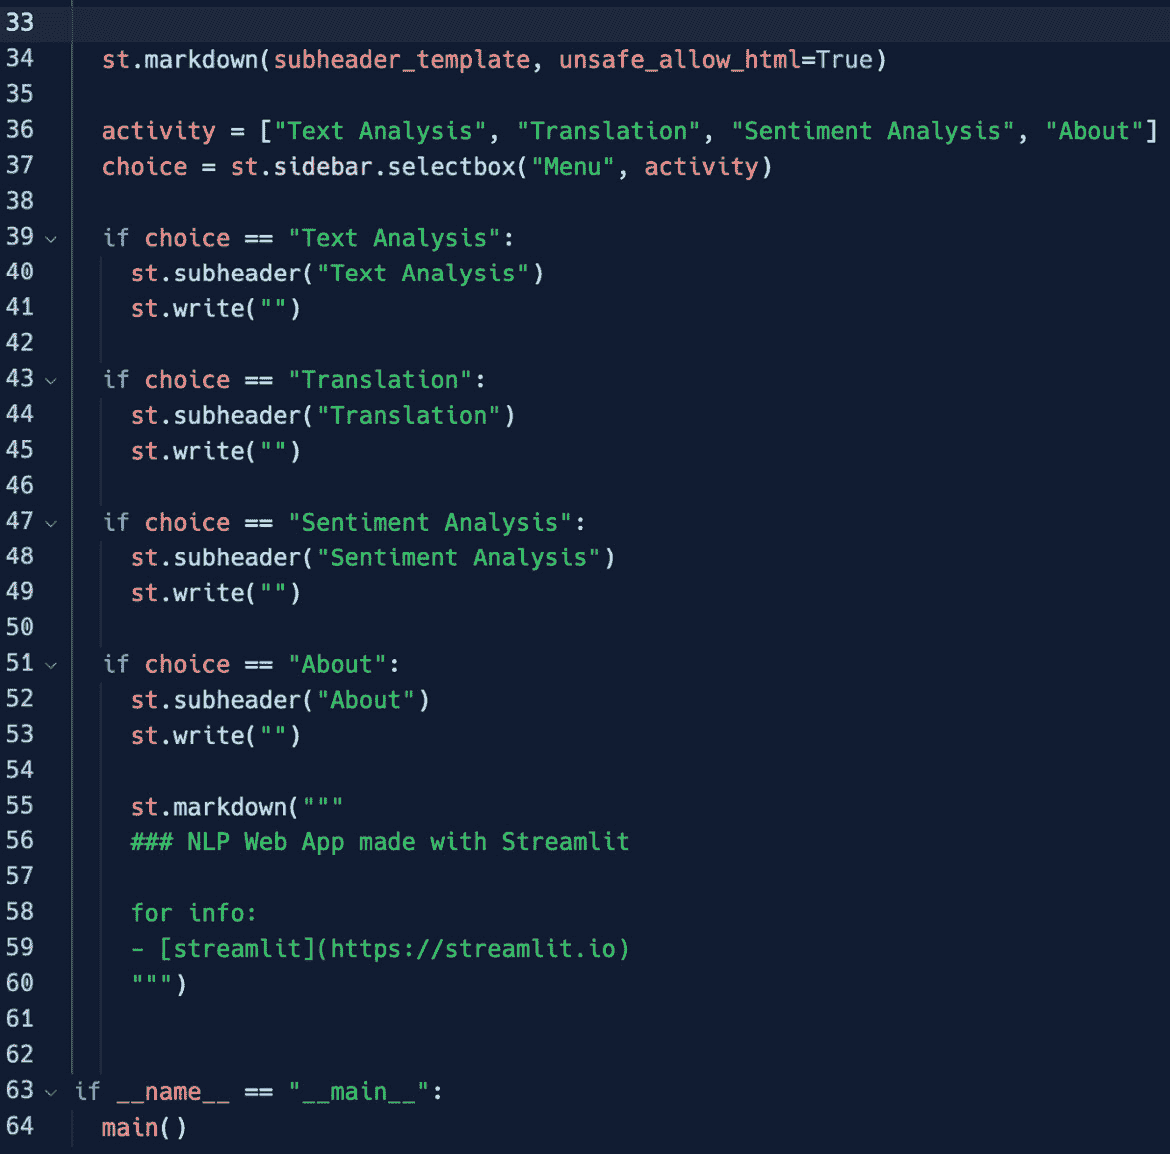 33
34 st.markdown(subheader_template, unsafe_allow_html=True)
35
36 activity = ["Text Analysis", "Translation", "Sentiment Analysis", "About"]
37 choice = st.sidebar.selectbox("Menu", activity)
38
39 if choice == "Text Analysis":
40 st.subheader("Text Analysis")
41 st.write("")
42
43 if choice == "Translation":
44 st.subheader("Translation")
45 st.write("")
46
47 if choice == "Sentiment Analysis":
48 st.subheader("Sentiment Analysis")
49 st.write("")
50
51 if choice == "About":
52 st.subheader("About")
53 st.write("")
54
55 st.markdown("""
56 ### NLP Web App made with Streamlit
57
58 for info:
59 - [streamlit](https://streamlit.io)
60 """)
61
62
63 if __name__ == "__main__":
64 main()